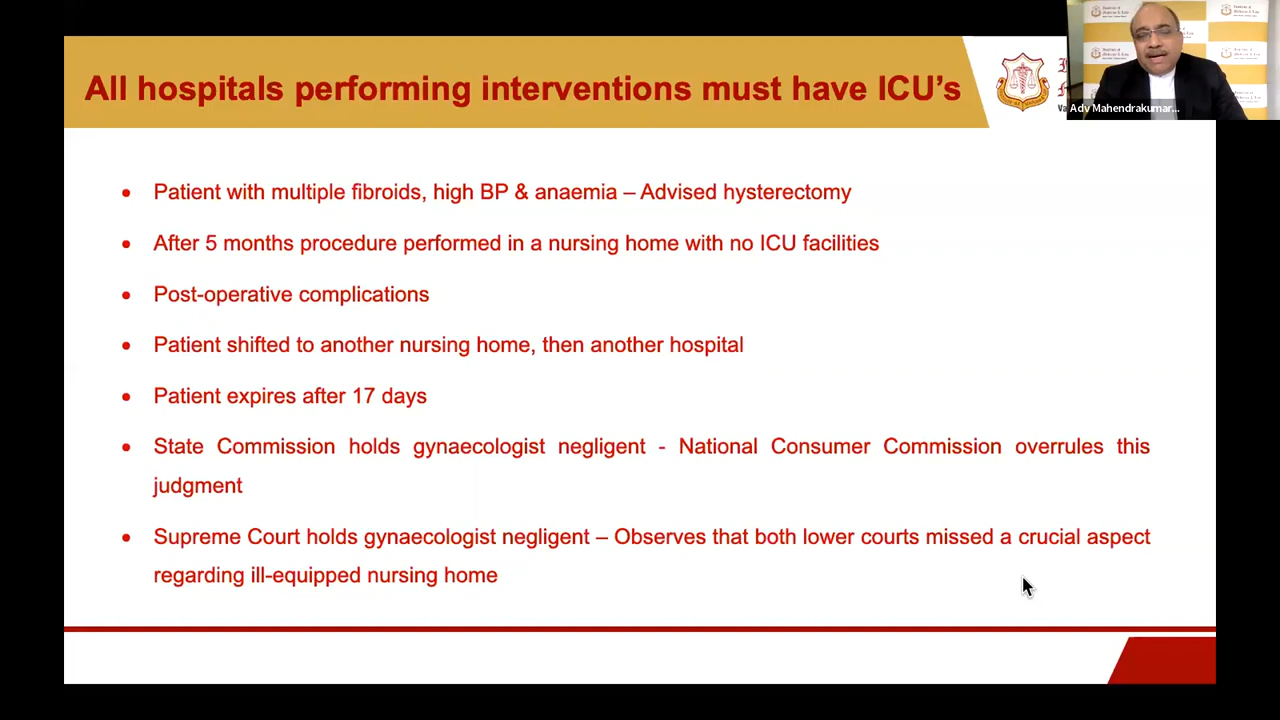 All hospitals performing interventions must have ICU's
Adv Mahendrakumar...
• Patient with multiple fibroids, high BP & anaemia – Advised hysterectomy
• After 5 months procedure performed in a nursing home with no ICU facilities
• Post-operative complications
• Patient shifted to another nursing home, then another hospital
• Patient expires after 17 days
• State Commission holds gynaecologist negligent - National Consumer Commission overrules this
judgment
• Supreme Court holds gynaecologist negligent – Observes that both lower courts missed a crucial aspect
regarding ill-equipped nursing home